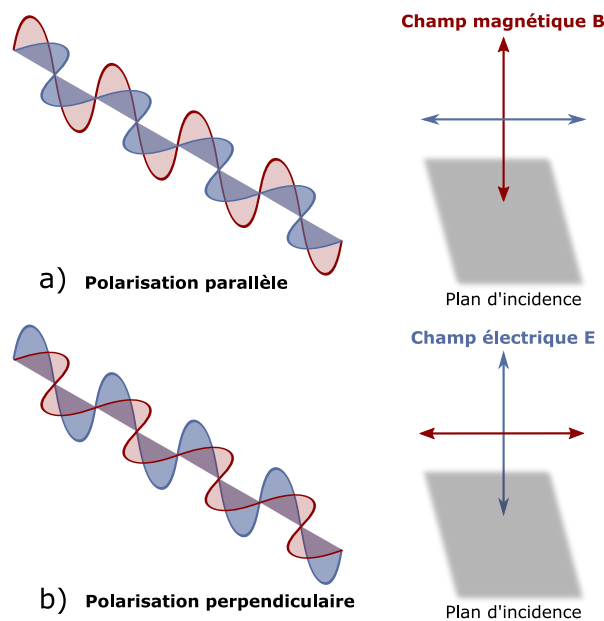 Champ magnétique B
a) Polarisation parallèle
Plan d'incidence
Champ électrique E
b) Polarisation perpendiculaire
Plan d'incidence